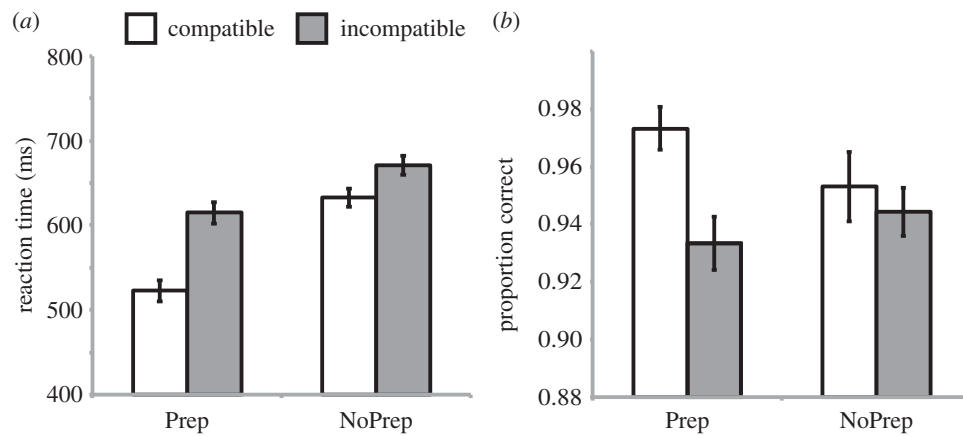 (a) compatible incompatible (b)
800
700
600
500
400
reaction time (ms)
Prep NoPrep
0.98
0.96
0.94
0.92
0.90
0.88
proportion correct
Prep NoPrep